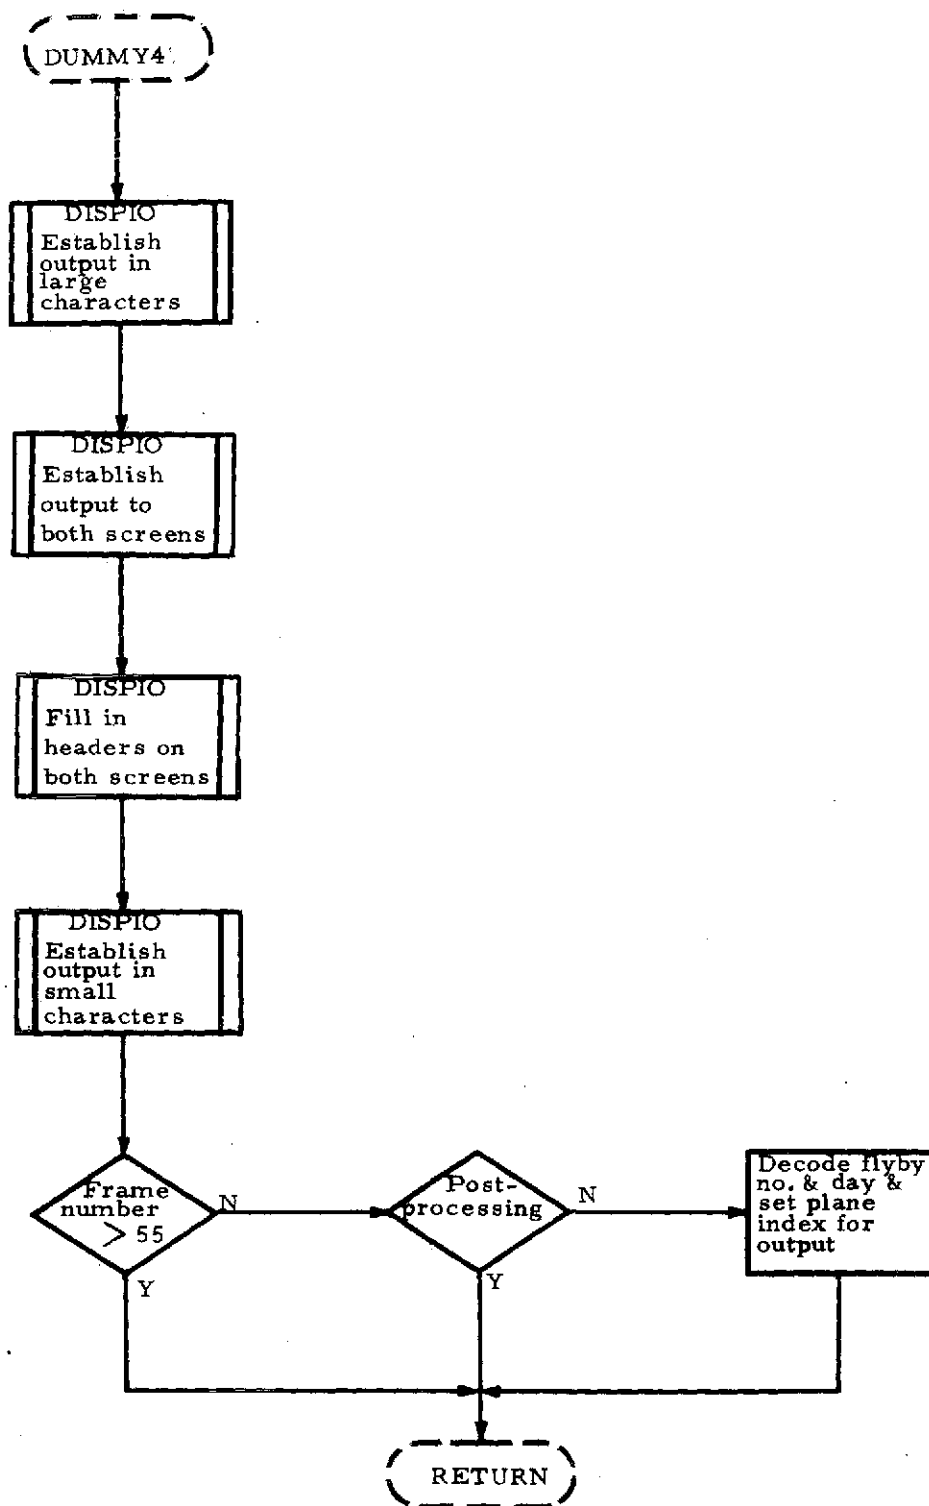 DUMMY4
DISPIO
Establish
output in
large
characters
DISPIO
Establish
output to
both screens
DISPIO
Fill in
headers on
both screens
DISPIO
Establish
output in
small
characters
Frame
number
> 55
N
Y
Post-
processing
N
Y
Decode flyby
no. & day &
set plane
index for
output
RETURN